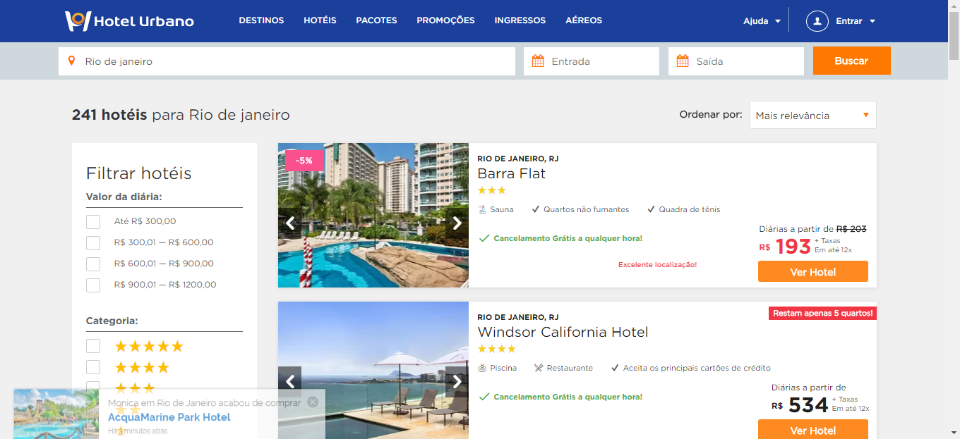 Hotel Urbano
DESTINOS HOTÉIS PACOTES PROMOÇÕES INGRESSOS AÉREOS
Ajuda Entrar
Rio de janeiro Entrada Saída Buscar
241 hotéis para Rio de janeiro
Ordenar por: Mais relevância
Filtrar hotéis
Valor da diária:
Até R$ 300,00
R$ 300,01 — R$ 600,00
R$ 600,01 — R$ 900,00
R$ 900,01 — R$ 1200,00
Categoria:
-5%
RIO DE JANEIRO, RJ
Barra Flat
Sauna Quartos não fumantes Quadra de tênis
Cancelamento Grátis a qualquer hora!
Excelente localização!
Diárias a partir de R$ 203
R$ 193 + Taxas
Em até 12x
Ver Hotel
Restam apenas 5 quartos!
RIO DE JANEIRO, RJ
Windsor California Hotel
Piscina Restaurante Aceita os principais cartões de crédito
Cancelamento Grátis a qualquer hora!
Diárias a partir de
R$ 534 + Taxas
Em até 12x
Ver Hotel
Monica em Rio de Janeiro acabou de comprar
AcquaMarine Park Hotel
minutos atrás